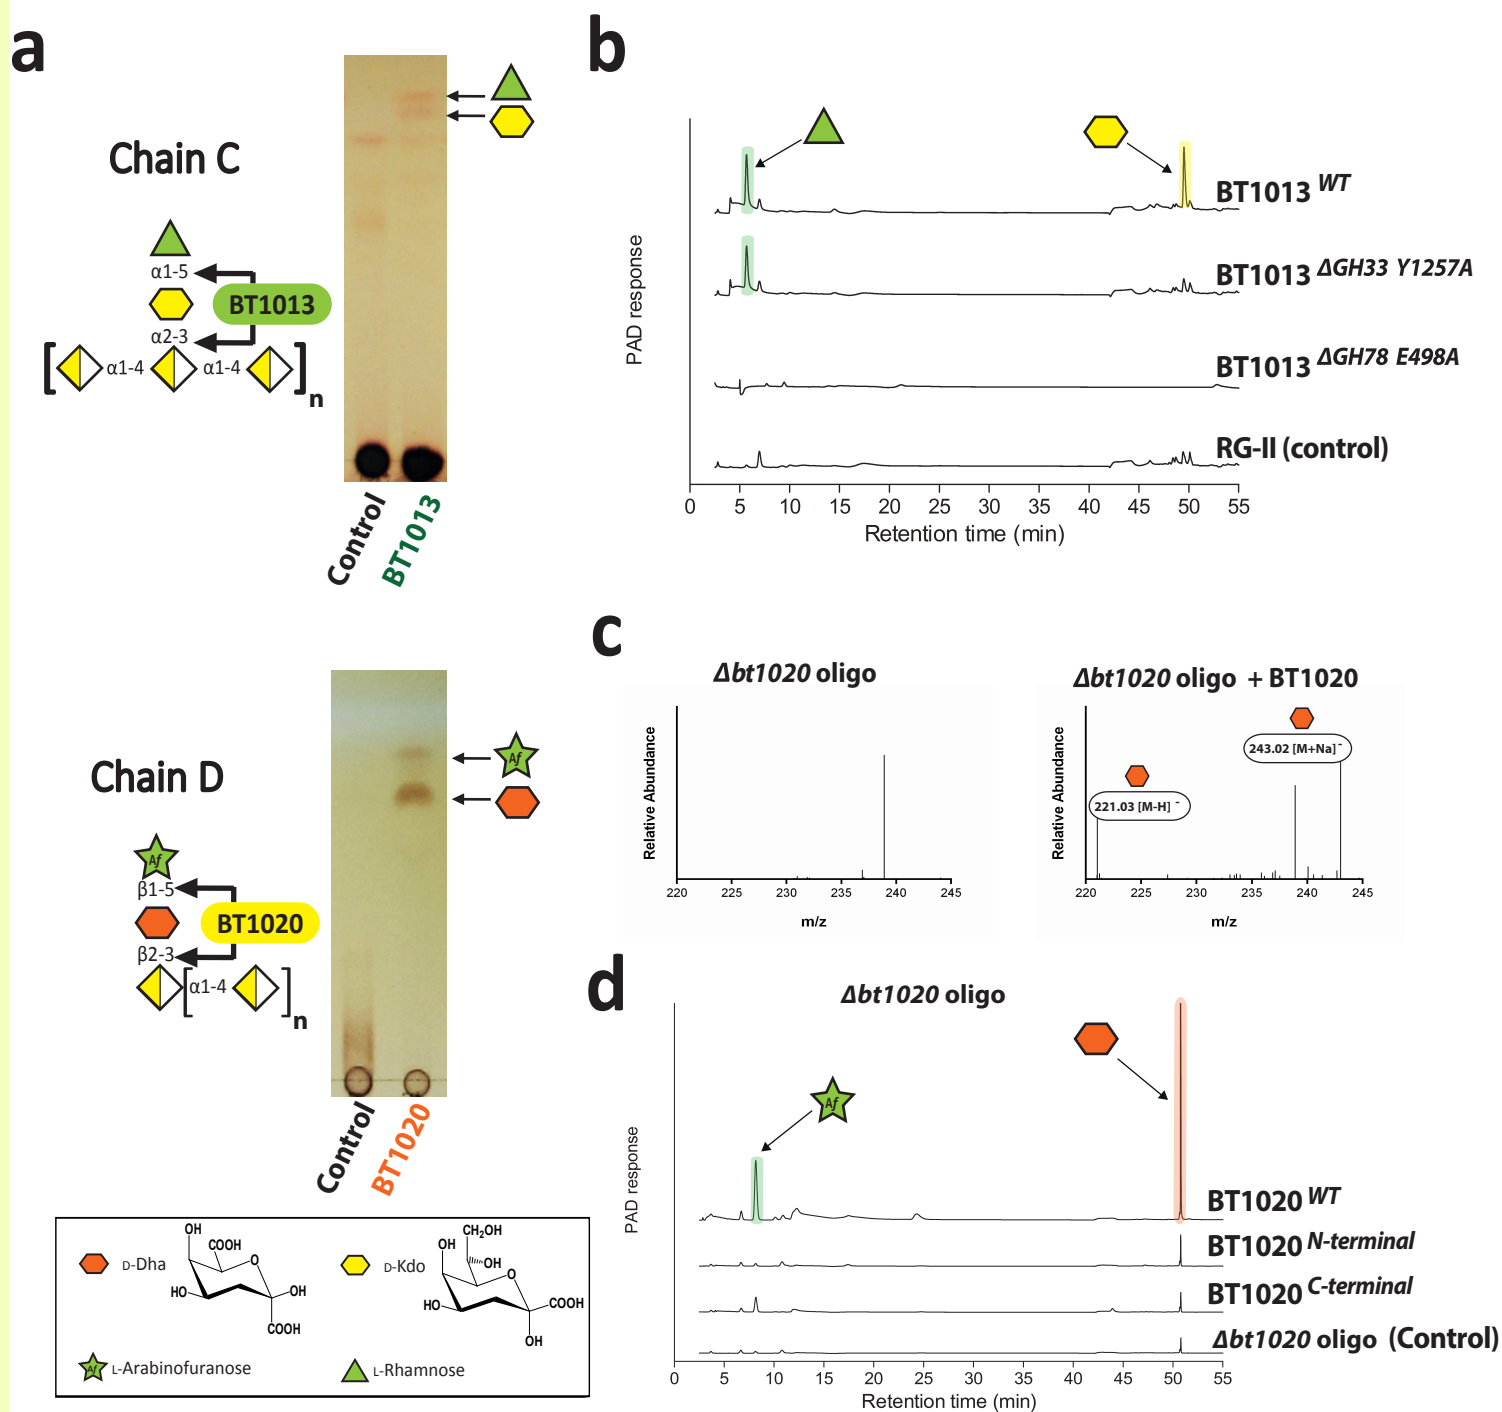 a
Chain C
α1-5
BT1013
α2-3
[ α1-4 α1-4 ]n
Control
BT1013
b
PAD response
BT1013 WT
BT1013 ΔGH33 Y1257A
BT1013 ΔGH78 E498A
RG-II (control)
0 5 10 15 20 25 30 35 40 45 50 55
Retention time (min)
Chain D
Af
β1-5
BT1020
β2-3
[α1-4 ]n
Af
Control
BT1020
c
Δbt1020 oligo
Relative Abundance
220 225 230 235 240 245
m/z
Δbt1020 oligo + BT1020
Relative Abundance
243.02 [M+Na]-
221.03 [M-H] -
220 225 230 235 240 245
m/z
d
Δbt1020 oligo
PAD response
Af
BT1020 WT
BT1020 N-terminal
BT1020 C-terminal
Δbt1020 oligo (Control)
0 5 10 15 20 25 30 35 40 45 50 55
Retention time (min)
D-Dha
OH
COOH
O
HO
OH
COOH
D-Kdo
CH2OH
OH
OH
O
HO
COOH
OH
Af L-Arabinofuranose
L-Rhamnose